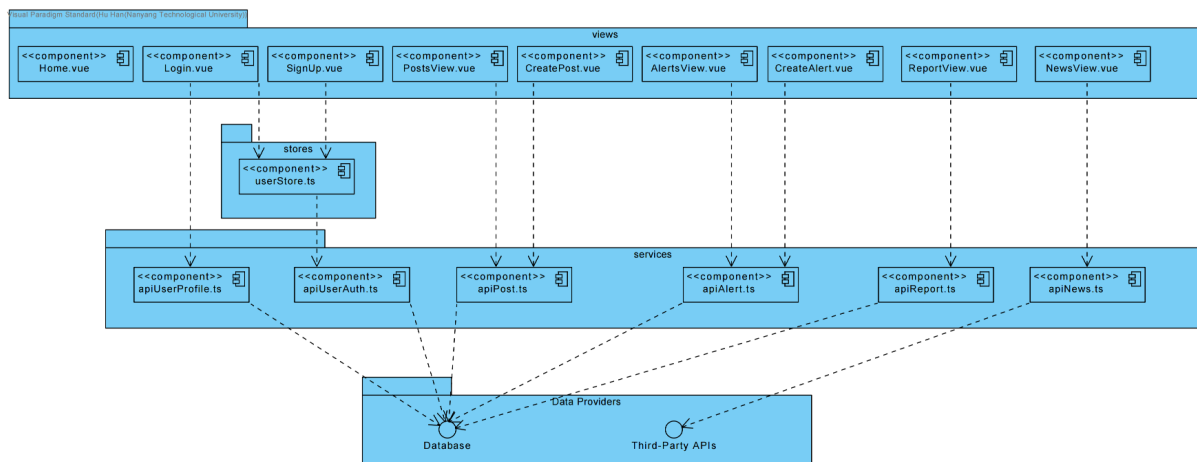 Visual Paradigm Standard(Hu Han(Nanyang Technological University))
views
<<component>>
Home.vue
<<component>>
Login.vue
<<component>>
SignUp.vue
<<component>>
PostsView.vue
<<component>>
CreatePost.vue
<<component>>
AlertsView.vue
<<component>>
CreateAlert.vue
<<component>>
ReportView.vue
<<component>>
NewsView.vue
stores
<<component>>
userStore.ts
services
<<component>>
apiUserProfile.ts
<<component>>
apiUserAuth.ts
<<component>>
apiPost.ts
<<component>>
apiAlert.ts
<<component>>
apiReport.ts
<<component>>
apiNews.ts
Data Providers
Database
Third-Party APIs